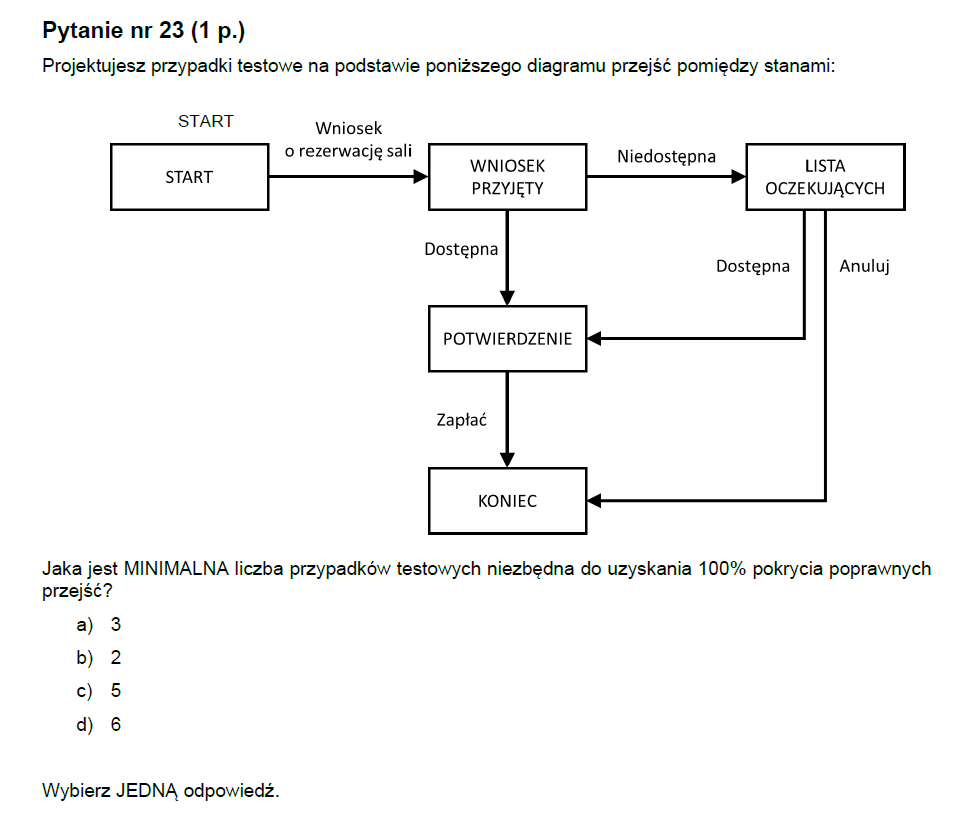 Pytanie nr 23 (1 p.)
Projektujesz przypadki testowe na podstawie poniższego diagramu przejść pomiędzy stanami:
START
Wniosek
o rezerwację sali
START
WNIOSEK
PRZYJĘTY
Niedostępna
LISTA
OCZEKUJĄCYCH
Dostępna
Dostępna
Anuluj
POTWIERDZENIE
Zapłać
KONIEC
Jaka jest MINIMALNA liczba przypadków testowych niezbędna do uzyskania 100% pokrycia poprawnych
przejść?
a) 3
b) 2
c) 5
d) 6
Wybierz JEDNĄ odpowiedź.